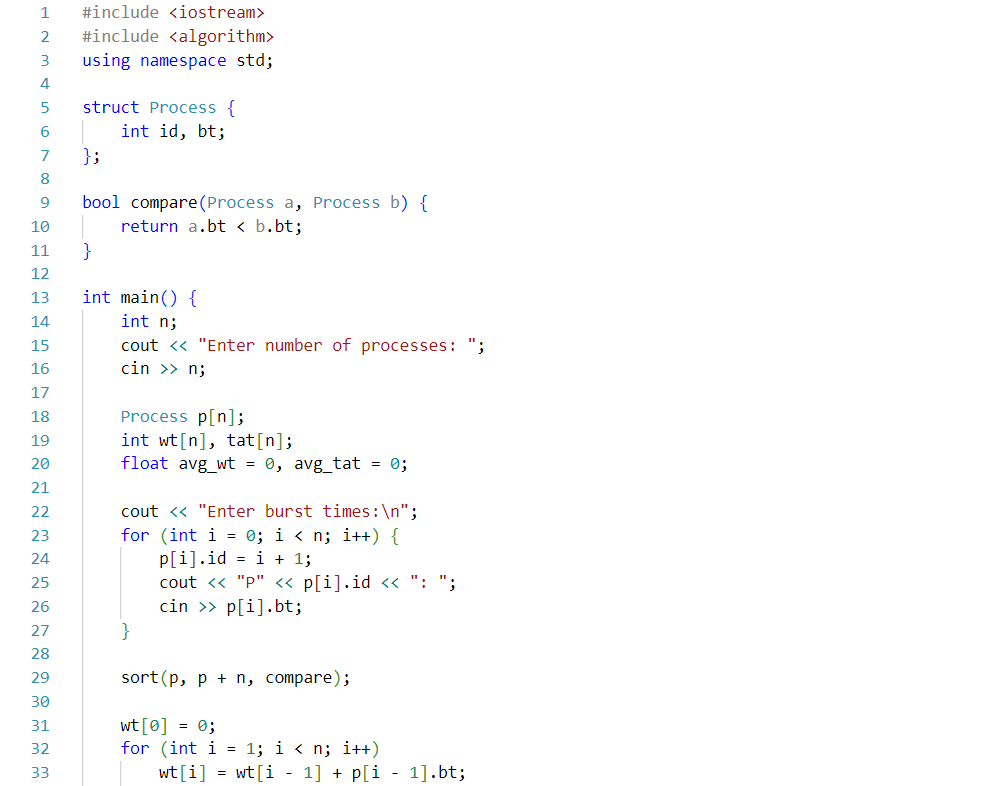 1 #include <iostream>
2 #include <algorithm>
3 using namespace std;
4
5 struct Process {
6     int id, bt;
7 };
8
9 bool compare(Process a, Process b) {
10     return a.bt < b.bt;
11 }
12
13 int main() {
14     int n;
15     cout << "Enter number of processes: ";
16     cin >> n;
17
18     Process p[n];
19     int wt[n], tat[n];
20     float avg_wt = 0, avg_tat = 0;
21
22     cout << "Enter burst times:\n";
23     for (int i = 0; i < n; i++) {
24         p[i].id = i + 1;
25         cout << "P" << p[i].id << ": ";
26         cin >> p[i].bt;
27     }
28
29     sort(p, p + n, compare);
30
31     wt[0] = 0;
32     for (int i = 1; i < n; i++)
33         wt[i] = wt[i - 1] + p[i - 1].bt;